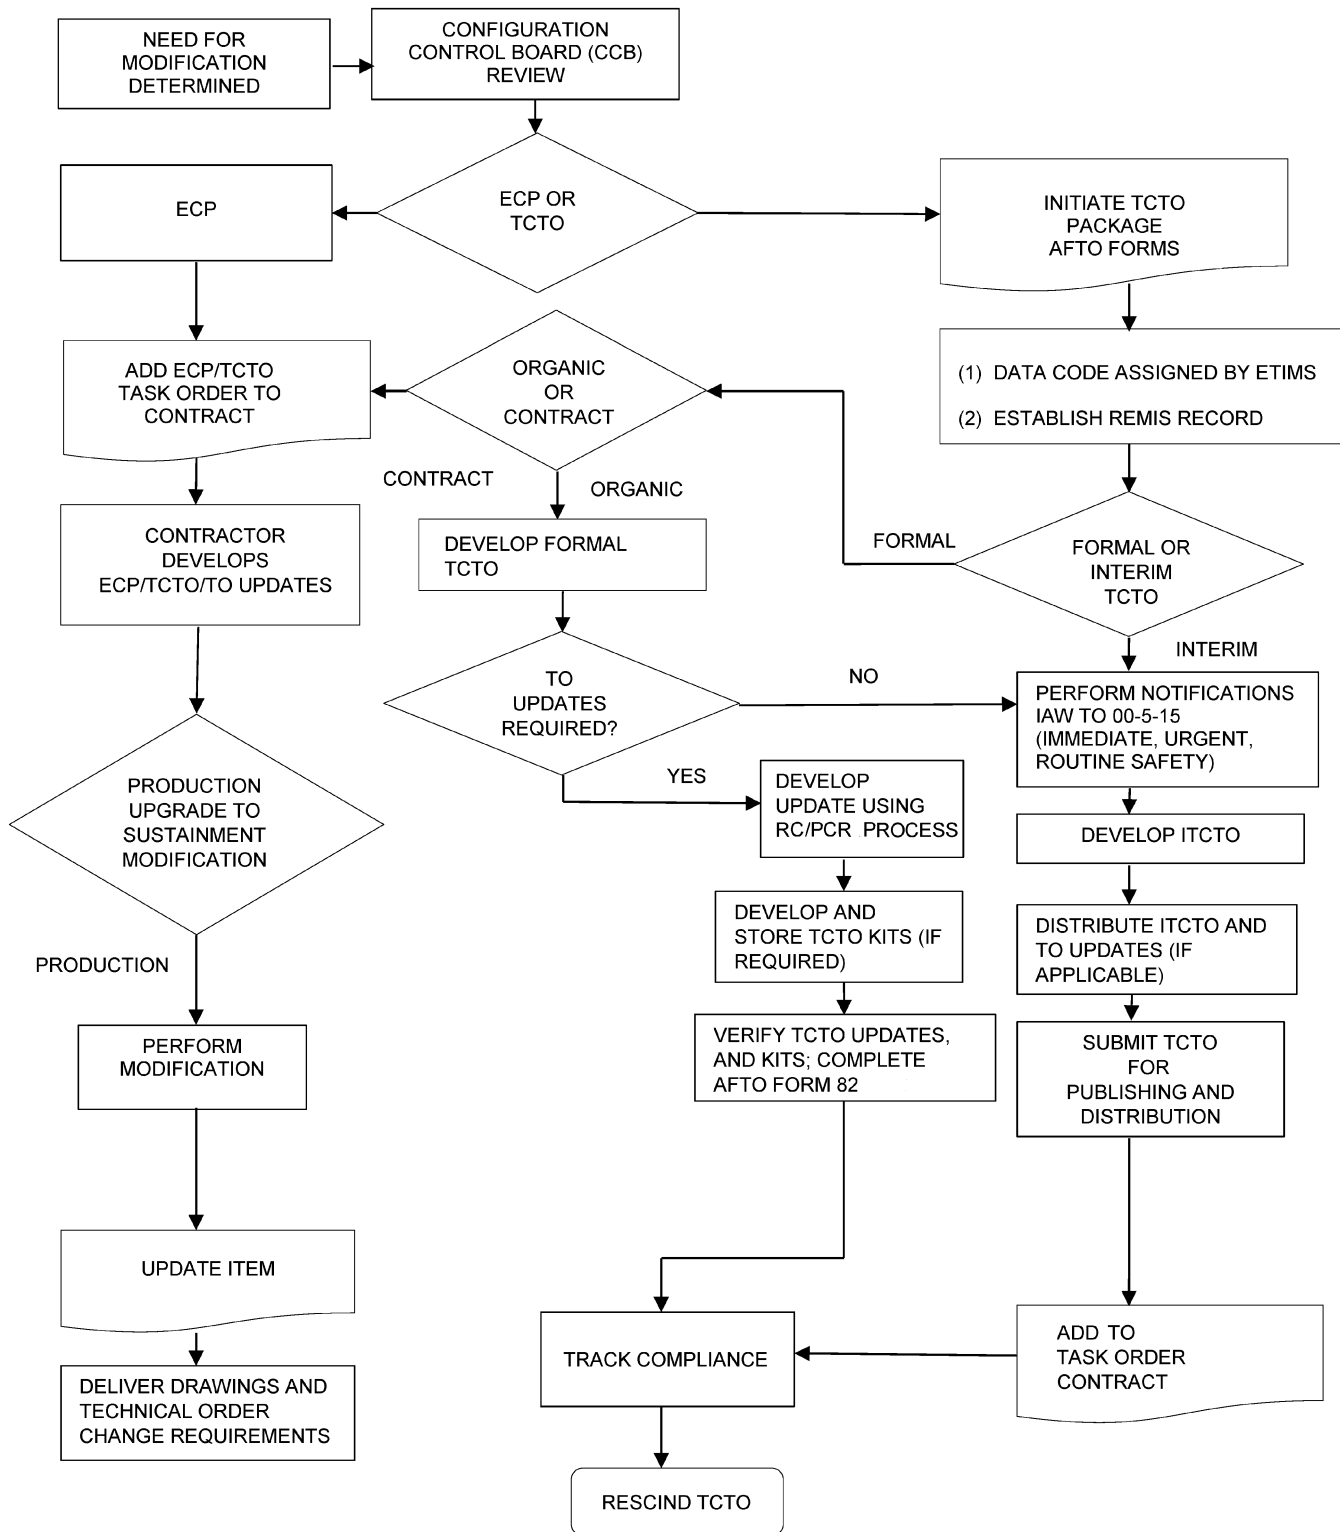 NEED FOR
MODIFICATION
DETERMINED
CONFIGURATION
CONTROL BOARD (CCB)
REVIEW
ECP
ECP OR
TCTO
INITIATE TCTO
PACKAGE
AFTO FORMS
ADD ECP/TCTO
TASK ORDER TO
CONTRACT
ORGANIC
OR
CONTRACT
(1) DATA CODE ASSIGNED BY ETIMS
(2) ESTABLISH REMIS RECORD
CONTRACT
ORGANIC
CONTRACTOR
DEVELOPS
ECP/TCTO/TO UPDATES
DEVELOP FORMAL
TCTO
FORMAL
FORMAL OR
INTERIM
TCTO
INTERIM
TO
UPDATES
REQUIRED?
NO
PERFORM NOTIFICATIONS
IAW TO 00-5-15
(IMMEDIATE, URGENT,
ROUTINE SAFETY)
YES
PRODUCTION
UPGRADE TO
SUSTAINMENT
MODIFICATION
DEVELOP
UPDATE USING
RC/PCR PROCESS
DEVELOP ITCTO
DEVELOP AND
STORE TCTO KITS (IF
REQUIRED)
DISTRIBUTE ITCTO AND
TO UPDATES (IF
APPLICABLE)
PRODUCTION
PERFORM
MODIFICATION
VERIFY TCTO UPDATES,
AND KITS; COMPLETE
AFTO FORM 82
SUBMIT TCTO
FOR
PUBLISHING AND
DISTRIBUTION
UPDATE ITEM
TRACK COMPLIANCE
ADD TO
TASK ORDER
CONTRACT
DELIVER DRAWINGS AND
TECHNICAL ORDER
CHANGE REQUIREMENTS
RESCIND TCTO